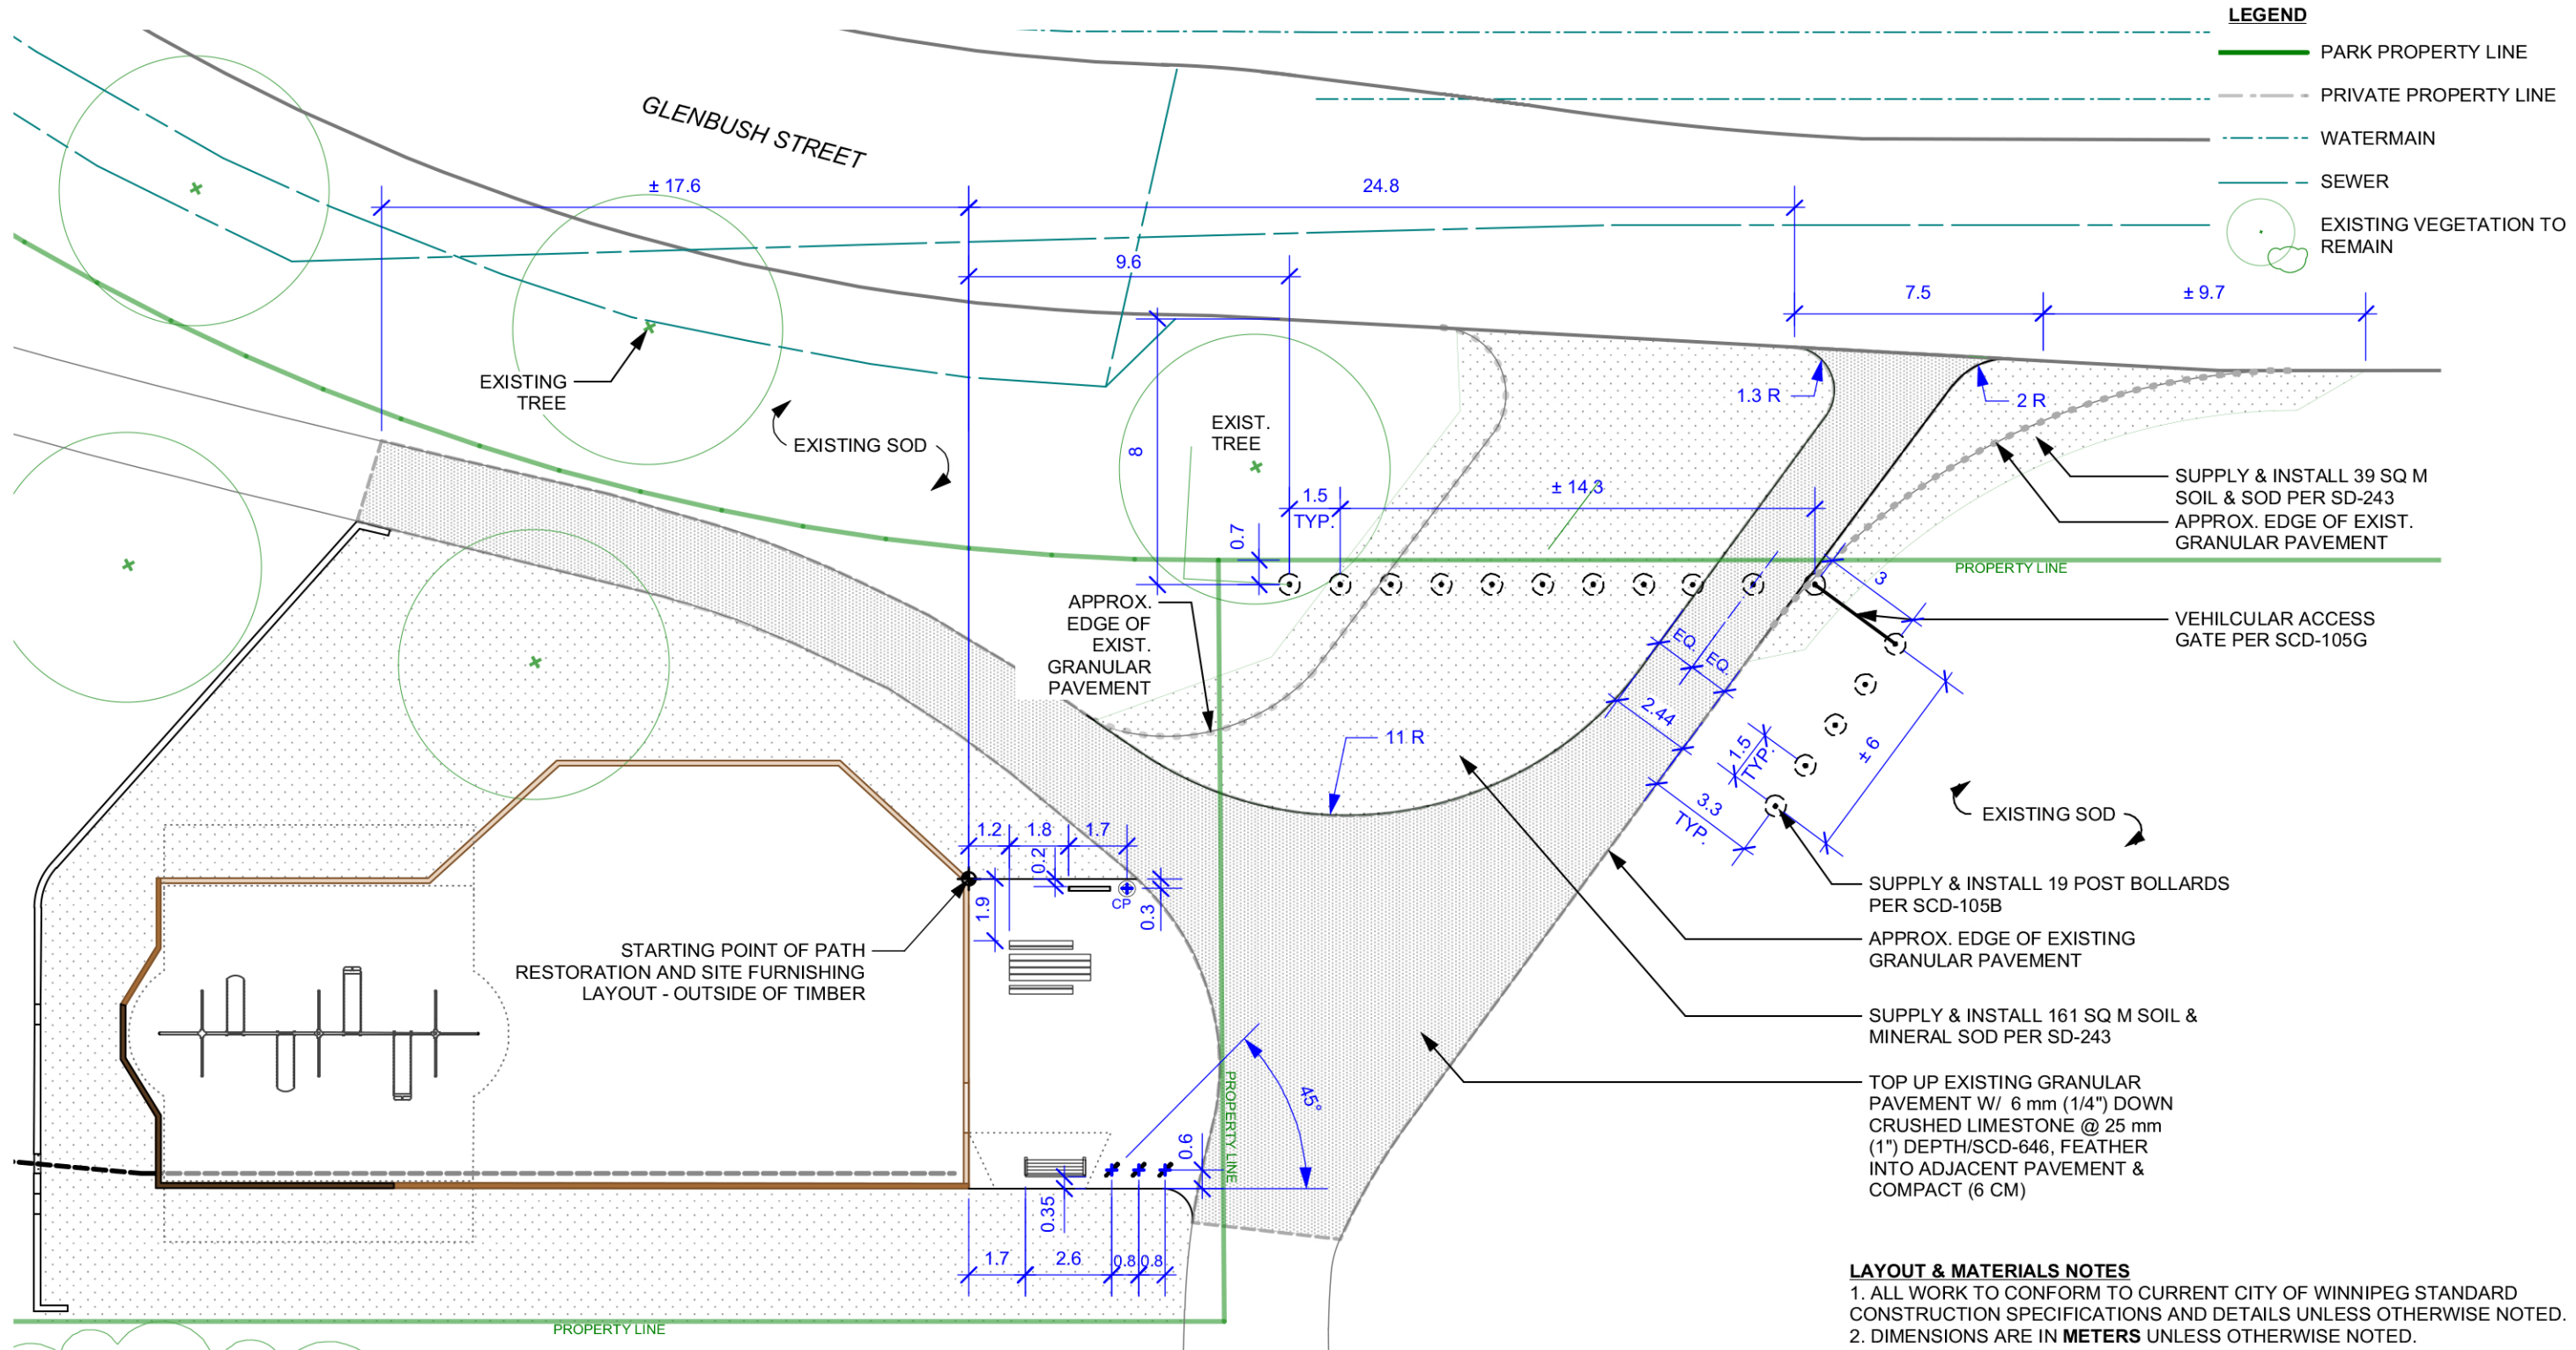 LEGEND
PARK PROPERTY LINE
PRIVATE PROPERTY LINE
WATERMAIN
SEWER
EXISTING VEGETATION TO
REMAIN
GLENBUSH STREET
± 17.6
24.8
9.6
7.5
± 9.7
EXISTING
TREE
EXISTING SOD
EXIST.
TREE
8
1.3 R
2 R
1.5
TYP.
± 14.3
0.7
SUPPLY & INSTALL 39 SQ M
SOIL & SOD PER SD-243
APPROX. EDGE OF EXIST.
GRANULAR PAVEMENT
PROPERTY LINE
3
APPROX.
EDGE OF
EXIST.
GRANULAR
PAVEMENT
VEHILCULAR ACCESS
GATE PER SCD-105G
EQ.
EQ.
2.44
11 R
1.5
TYP.
± 6
3.3
TYP.
EXISTING SOD
1.2
1.8
1.7
0.2
1.9
CP
0.3
SUPPLY & INSTALL 19 POST BOLLARDS
PER SCD-105B
STARTING POINT OF PATH
RESTORATION AND SITE FURNISHING
LAYOUT - OUTSIDE OF TIMBER
APPROX. EDGE OF EXISTING
GRANULAR PAVEMENT
SUPPLY & INSTALL 161 SQ M SOIL &
MINERAL SOD PER SD-243
TOP UP EXISTING GRANULAR
PAVEMENT W/ 6 mm (1/4") DOWN
CRUSHED LIMESTONE @ 25 mm
(1") DEPTH/SCD-646, FEATHER
INTO ADJACENT PAVEMENT &
COMPACT (6 CM)
PROPERTY LINE
45°
0.6
0.35
1.7
2.6
0.8
0.8
PROPERTY LINE
LAYOUT & MATERIALS NOTES
1. ALL WORK TO CONFORM TO CURRENT CITY OF WINNIPEG STANDARD
CONSTRUCTION SPECIFICATIONS AND DETAILS UNLESS OTHERWISE NOTED.
2. DIMENSIONS ARE IN METERS UNLESS OTHERWISE NOTED.